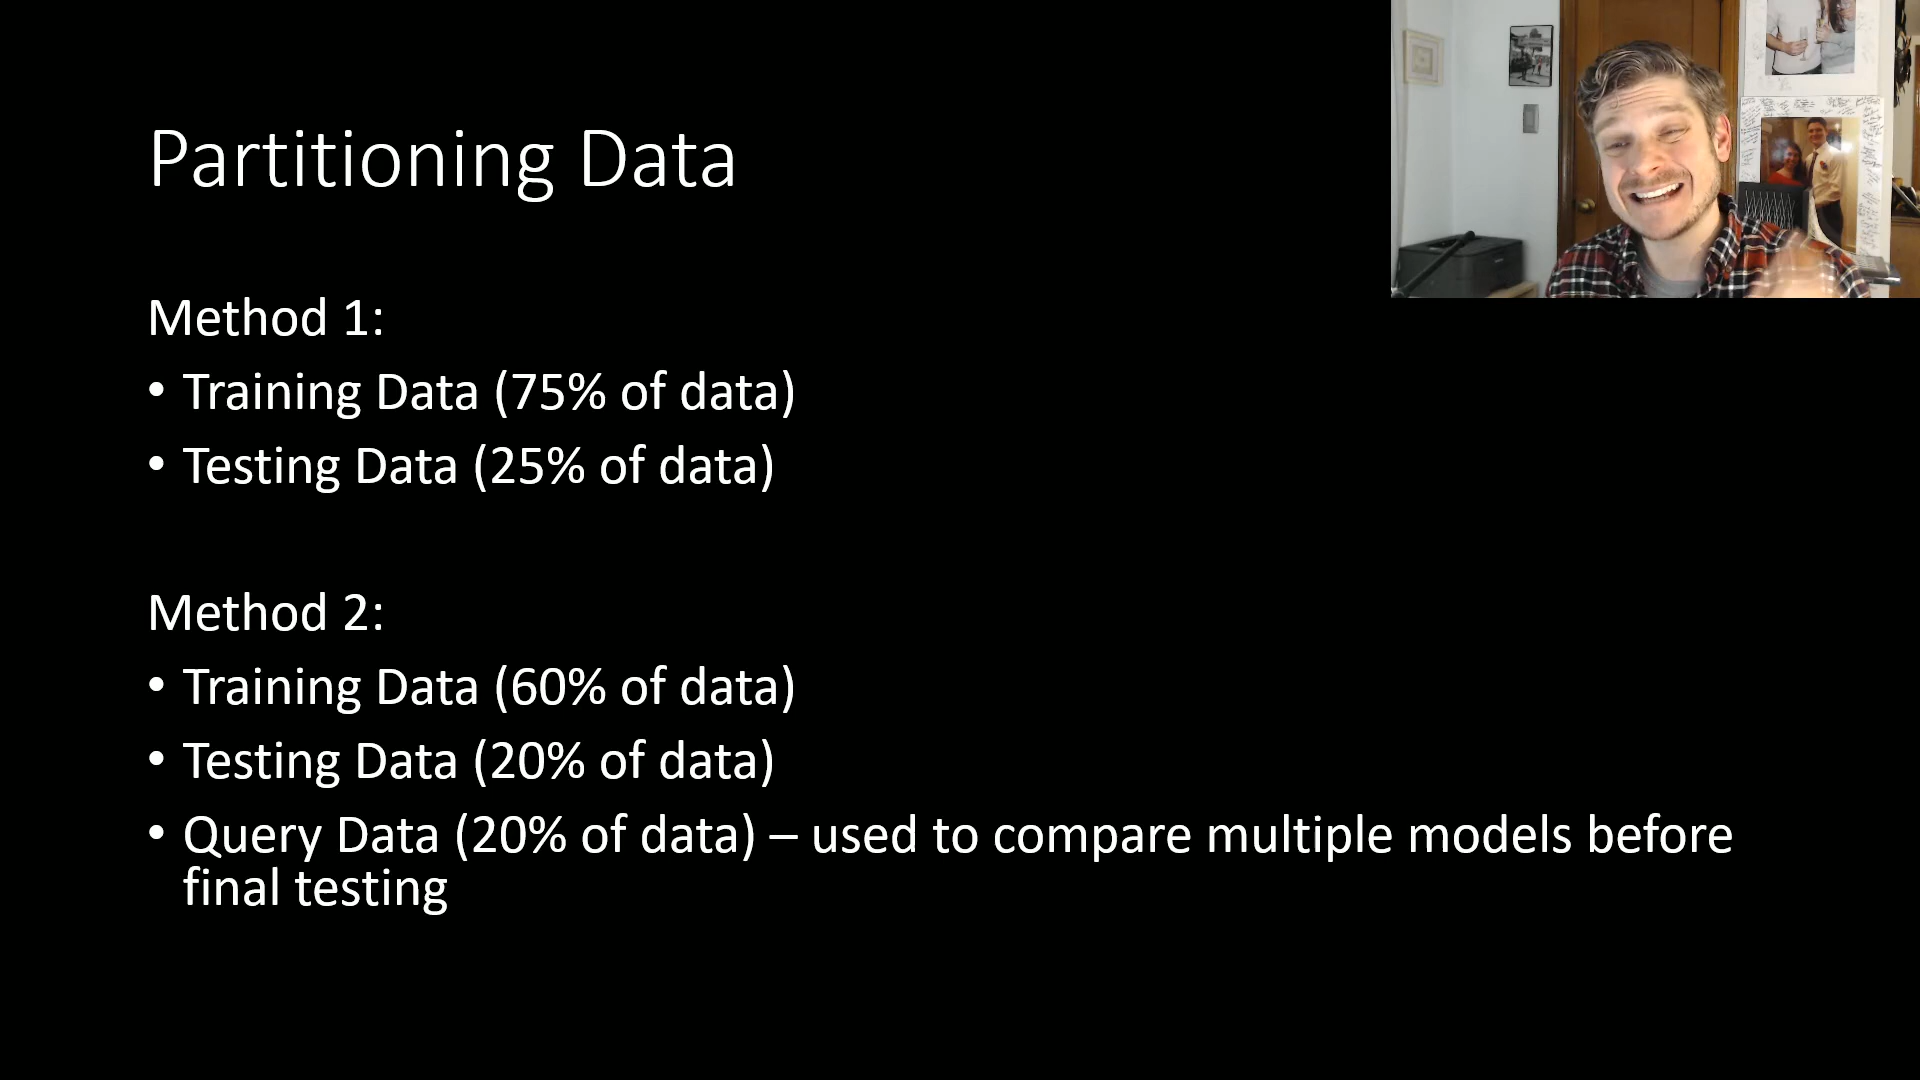 Partitioning Data
Method 1:
• Training Data (75% of data)
• Testing Data (25% of data)
Method 2:
• Training Data (60% of data)
• Testing Data (20% of data)
• Query Data (20% of data) – used to compare multiple models before
final testing